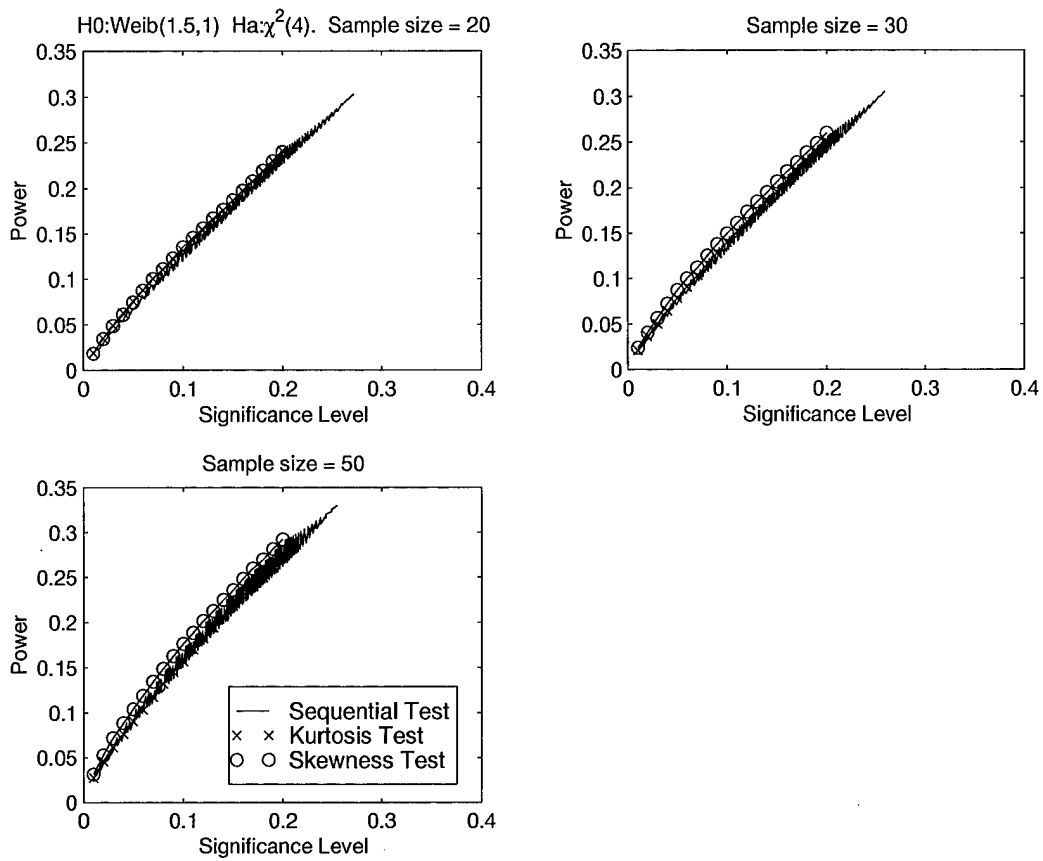 H0:Weib(1.5,1) Ha:χ²(4). Sample size = 20
0.35
0.3
0.25
0.2
0.15
0.1
0.05
0
Power
0 0.1 0.2 0.3 0.4
Significance Level
Sample size = 30
0.35
0.3
0.25
0.2
0.15
0.1
0.05
0
Power
0 0.1 0.2 0.3 0.4
Significance Level
Sample size = 50
0.35
0.3
0.25
0.2
0.15
0.1
0.05
0
Power
Sequential Test
Kurtosis Test
Skewness Test
0 0.1 0.2 0.3 0.4
Significance Level